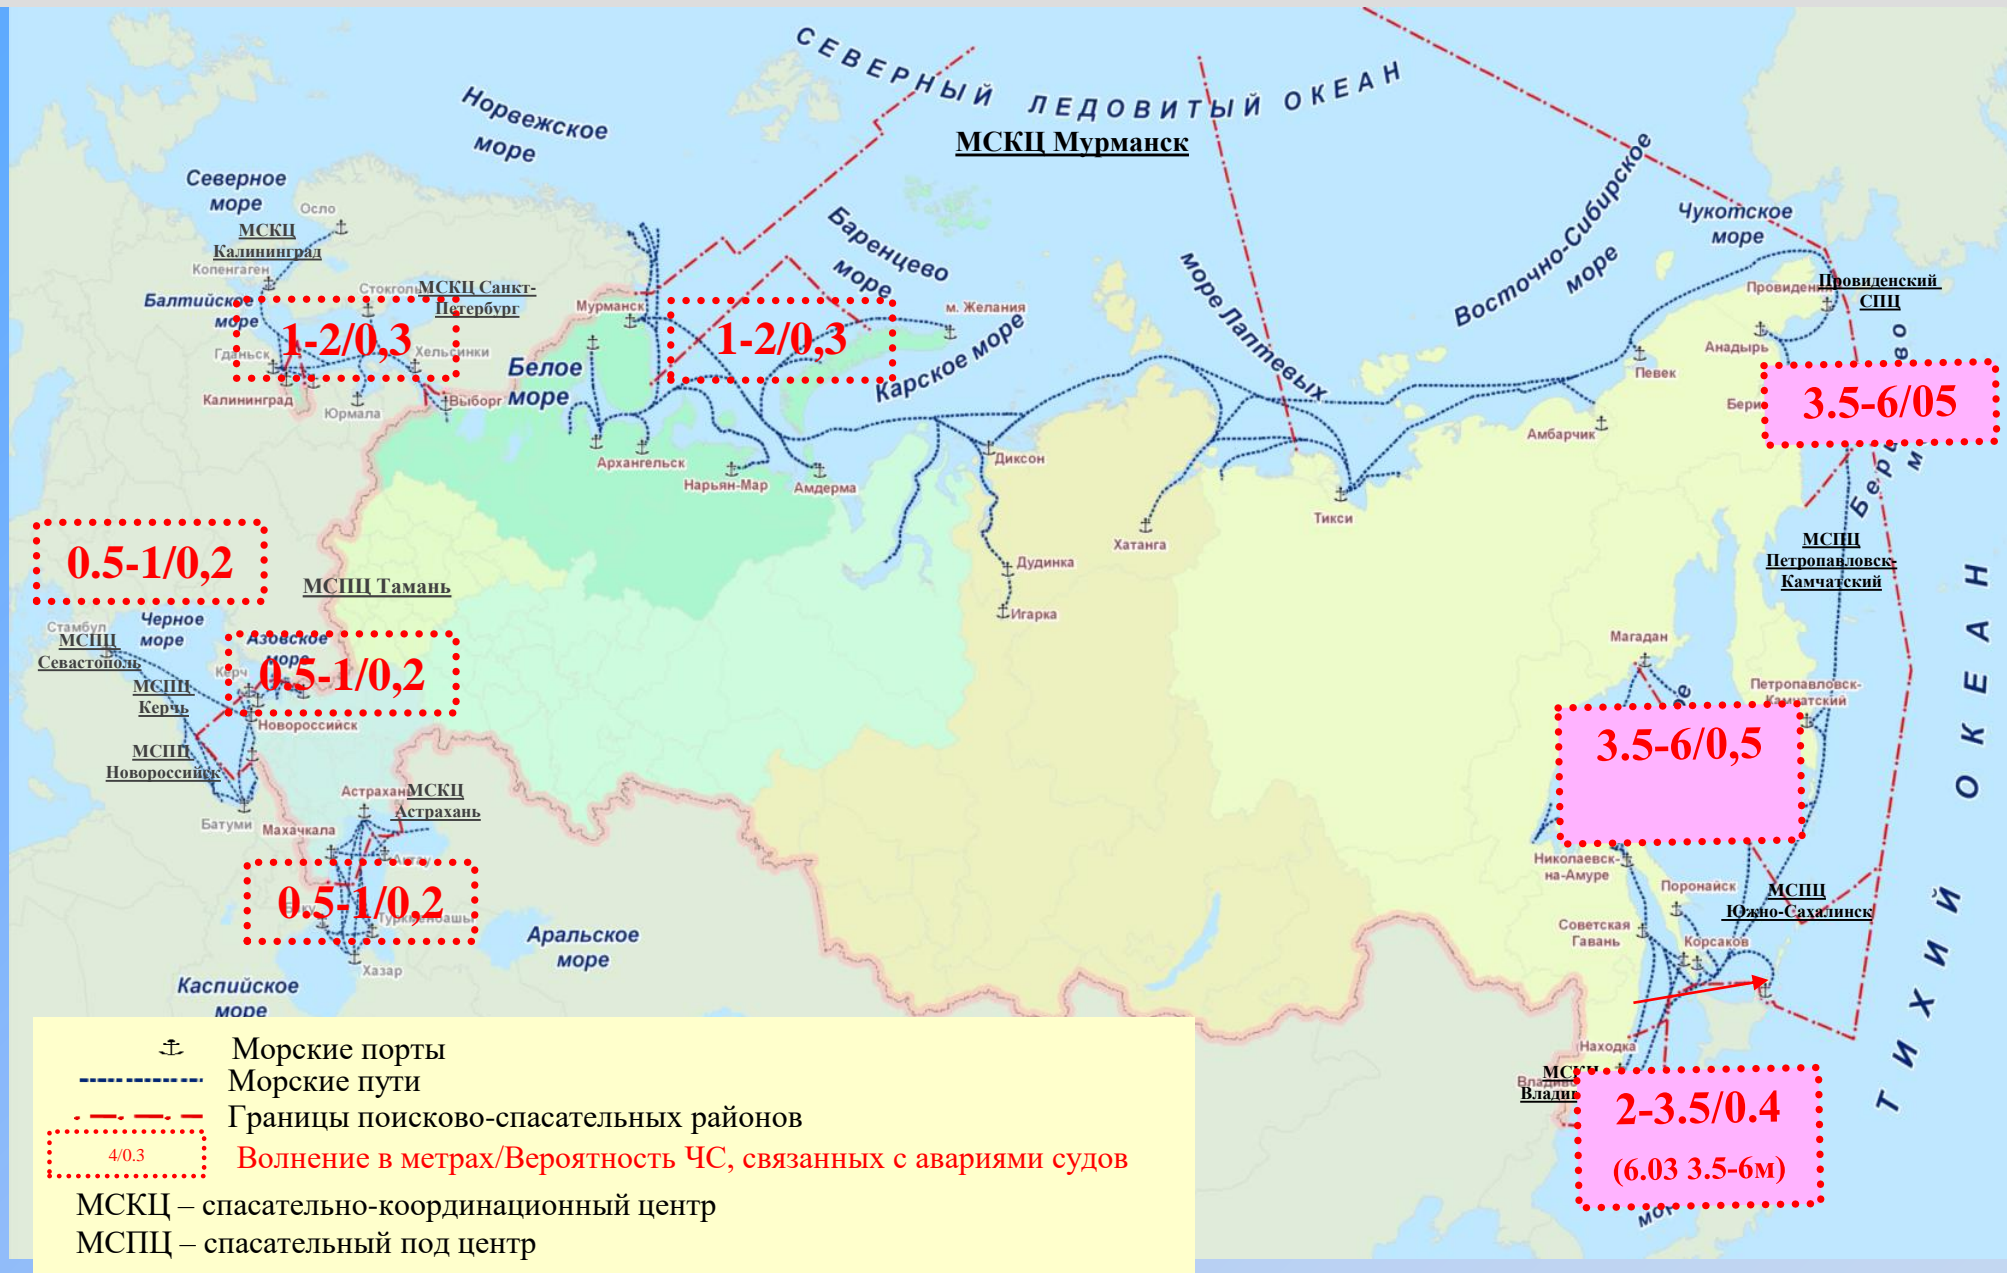 СЕВЕРНЫЙ ЛЕДОВИТЫЙ ОКЕАН
МСКЦ Мурманск
Норвежское
море
Северное
море
Осло
МСКЦ
Калининград
Копенгаген
Балтийское
море
МСКЦ Санкт-
Петербург
1-2/0,3
Гданьск
Хельсинки
Калининград
Юрмала
Выборг
Мурманск
Белое
море
1-2/0,3
Баренцево
море
м. Желания
Карское море
море Лаптевых
Восточно-Сибирское
море
Чукотское
море
Провиденский
СПЦ
Анадырь
Певек
3.5-6/05
Амбарчик
Архангельск
Нарьян-Мар
Амдерма
Диксон
Тикси
Хатанга
Дудинка
Игарка
0.5-1/0,2
МСПЦ Тамань
Черное
море
Стамбул
МСПЦ
Севастополь
Азовское
море
Керч
0.5-1/0,2
МСПЦ
Керчь
Новороссийск
МСПЦ
Новороссийск
Батуми
Махачкала
МСКЦ
Астрахань
0.5-1/0,2
Туркменбашы
Хазар
Аральское
море
Каспийское
море
МСПЦ
Петропавловск-
Камчатский
Магадан
Петропавловск-
Камчатский
3.5-6/0,5
Николаевск-
на-Амуре
Поронайск
МСПЦ
Южно-Сахалинск
Советская
Гавань
Корсаков
Находка
МСКЦ
2-3.5/0.4
(6.03 3.5-6м)
ТИХИЙ ОКЕАН
Морские порты
Морские пути
Границы поисково-спасательных районов
4/0.3
Волнение в метрах/Вероятность ЧС, связанных с авариями судов
МСКЦ – спасательно-координационный центр
МСПЦ – спасательный под центр